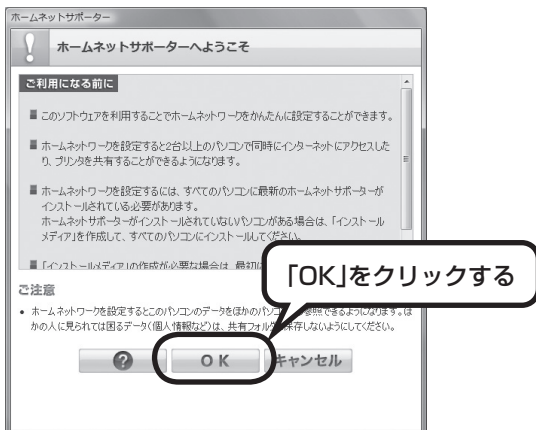 ホームネットサポーター
ホームネットサポーターへようこそ
ご利用になる前に
■ このソフトウェアを利用することでホームネットワークをかんたんに設定することができます。
■ ホームネットワークを設定すると2台以上のパソコンで同時にインターネットにアクセスした
り、プリンタを共有することができるようになります。
■ ホームネットワークを設定するには、すべてのパソコンに最新のホームネットサポーターが
インストールされている必要があります。
ホームネットサポーターがインストールされていないパソコンがある場合は、「インストール
メディア」を作成して、すべてのパソコンにインストールしてください。
■ 「インストールメディア」の作成が必要な場合は、最初に
「OK」をクリックする
ご注意
• ホームネットワークを設定するとこのパソコンのデータをほかのパソコン 参照できるようになります。ほ
かの人に見られては困るデータ(個人情報など)は、共有フォルダ 保存しないようにしてください。
? OK キャンセル